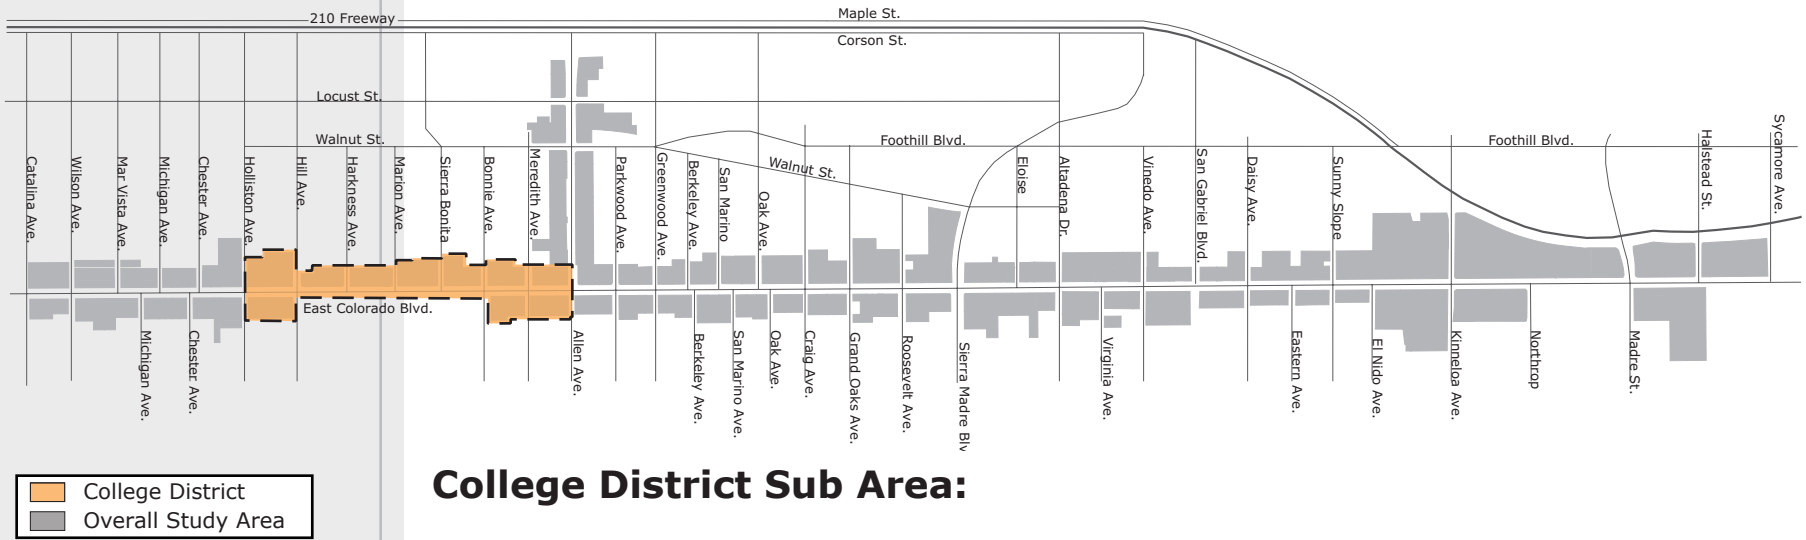 210 Freeway
Maple St.
Corson St.
Locust St.
Walnut St.
Foothill Blvd.
Foothill Blvd.
Walnut St.
Catalina Ave.
Wilson Ave.
Mar Vista Ave.
Michigan Ave.
Chester Ave.
Holliston Ave.
Hill Ave.
Harkness Ave.
Marion Ave.
Sierra Bonita
Bonnie Ave.
Meredith Ave.
Parkwood Ave.
Greenwood Ave.
Berkeley Ave.
San Marino
Oak Ave.
Eloise
Altadena Dr.
Vinedo Ave.
San Gabriel Blvd.
Daisy Ave.
Sunny Slope
Halstead St.
Sycamore Ave.
East Colorado Blvd.
Michigan Ave.
Chester Ave.
Allen Ave.
Berkeley Ave.
San Marino Ave.
Oak Ave.
Craig Ave.
Grand Oaks Ave.
Roosevelt Ave.
Sierra Madre Blv
Virginia Ave.
Eastern Ave.
El Nido Ave.
Kinneloa Ave.
Northrop
Madre St.
College District
Overall Study Area
College District Sub Area: